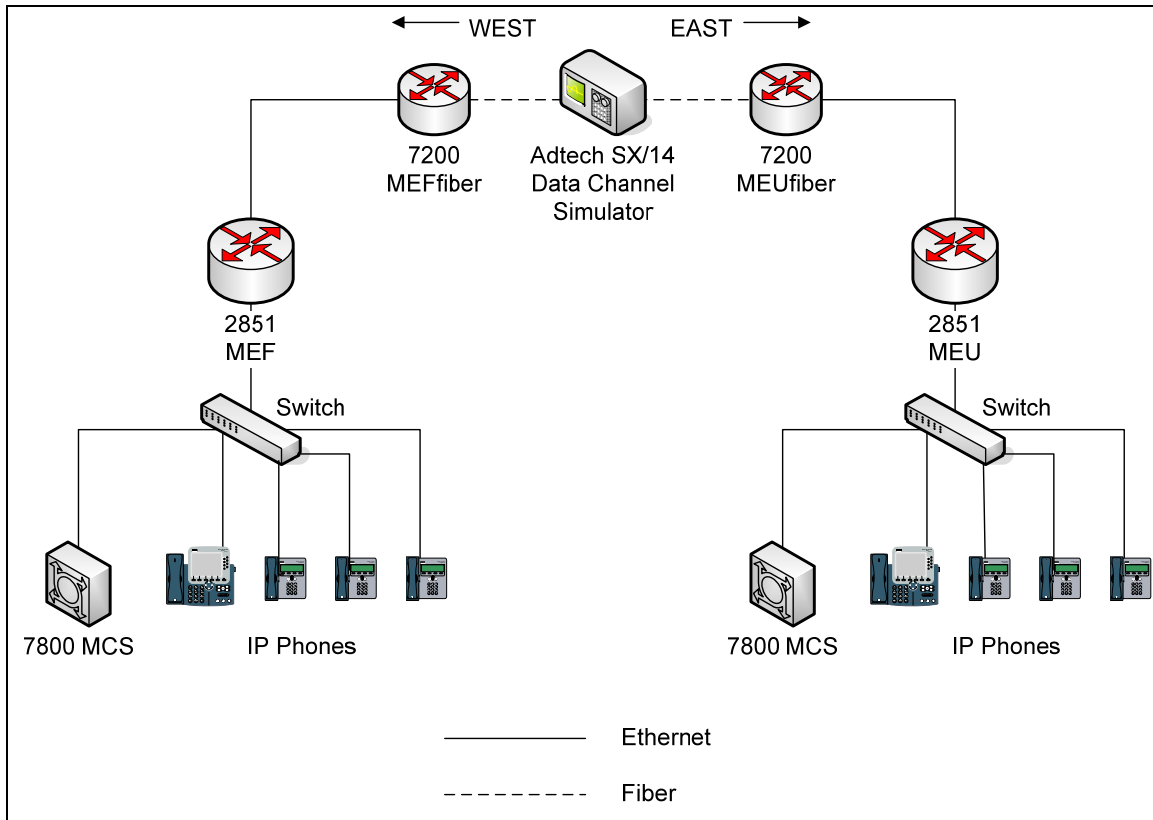 WEST
EAST
7200
MEFfiber
Adtech SX/14
Data Channel
Simulator
7200
MEUfiber
2851
MEF
2851
MEU
Switch
Switch
7800 MCS
IP Phones
7800 MCS
IP Phones
Ethernet
Fiber